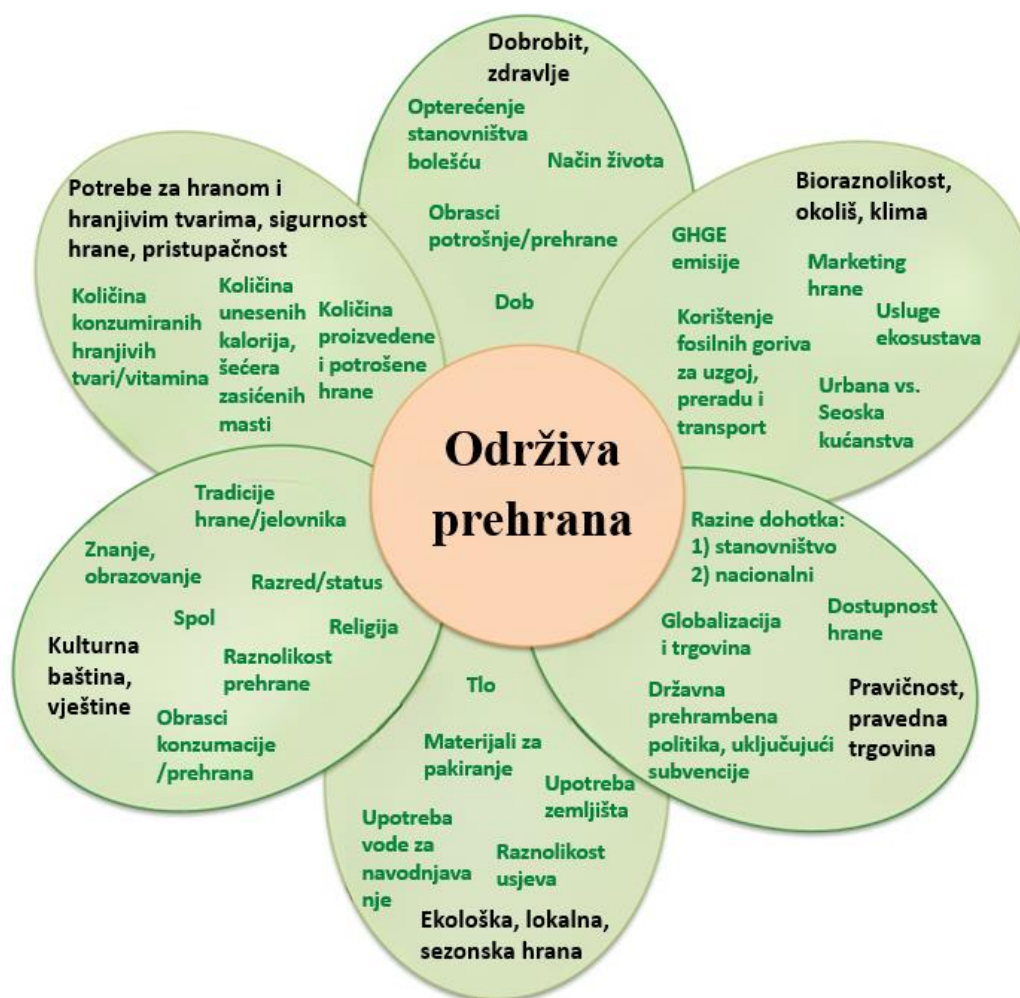 Dobrobit,
zdravlje
Opterećenje
stanovništva
bolešću
Način života
Obrasci
potrošnje/prehrane
Dob
Bioraznolikost,
okoliš, klima
GHGE
emisije
Marketing
hrane
Usluge
ekosustava
Korištenje
fosilnih goriva
za uzgoj,
preradu i
transport
Urbana vs.
Seoska
kućanstva
Potrebe za hranom i
hranjivim tvarima, sigurnost
hrane, pristupačnost
Količina
konzumiranih
hranjivih
tvari/vitamina
Količina
unesenih
kalorija,
šećera
zasićenih
masti
Količina
proizvedene
i potrošene
hrane
Održiva
prehrana
Razine dohotka:
1) stanovništvo
2) nacionalni
Dostupnost
hrane
Globalizacija
i trgovina
Državna
prehrambena
politika, uključujući
subvencije
Pravičnost,
pravedna
trgovina
Tradicije
hrane/jelovnika
Znanje,
obrazovanje
Razred/status
Spol
Religija
Raznolikost
prehrane
Kulturna
baština,
vještine
Obrasci
konzumacije
/prehrana
Tlo
Materijali za
pakiranje
Upotreba
zemljišta
Upotreba
vode za
navodnjava
nje
Raznolikost
usjeva
Ekološka, lokalna,
sezonska hrana